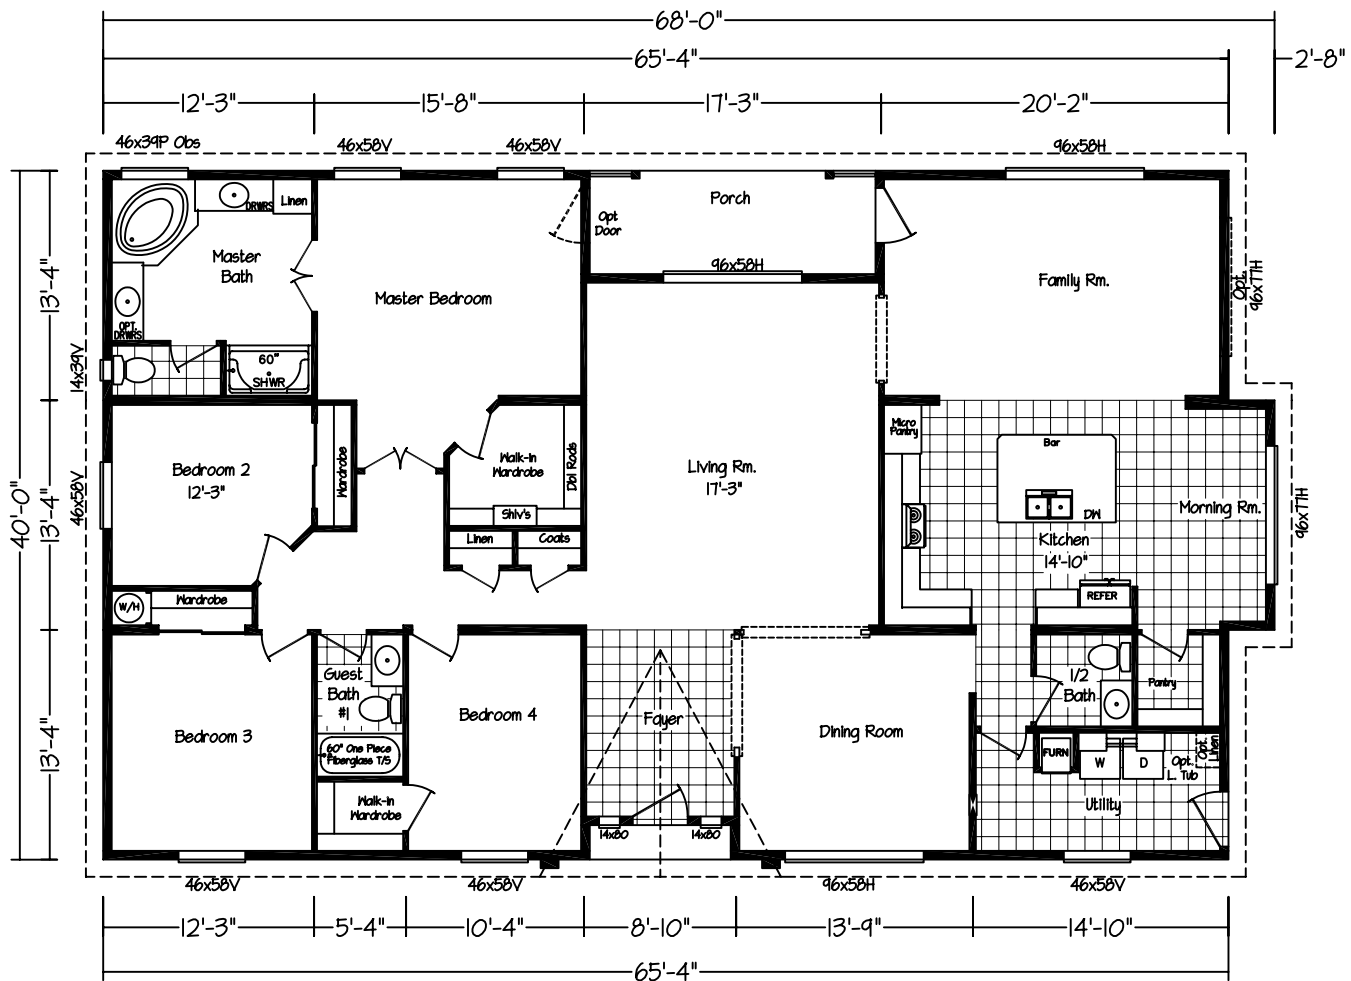 68'-0"
65'-4"
2'-8"
12'-3"
15'-8"
17'-3"
20'-2"
46x39P Obs
46x58V
46x58V
96x58H
DRWRS
Linen
Porch
Opt
Door
Master
Bath
96x58H
Family Rm.
Opt.
96x77H
13'-4"
Master Bedroom
OPT.
DRWRS
14x39V
60"
SHWR
Micro
Pantry
Bar
Bedroom 2
12'-3"
Wardrobe
Walk-In
Wardrobe
Dbl Rods
Living Rm.
17'-3"
46x58V
40'-0"
13'-4"
Shlv's
DW
Morning Rm.
96x77H
Linen
Coats
Kitchen
14'-10"
W/H
Wardrobe
REFER
Guest
Bath
#1
1/2
Bath
Pantry
Bedroom 3
Bedroom 4
Foyer
Dining Room
13'-4"
60" One Piece
Fiberglass T/S
FURN
W
D
Opt.
L. Tub
Opt.
Linen
Walk-In
Wardrobe
Utility
14x80
14x80
46x58V
46x58V
96x58H
46x58V
12'-3"
5'-4"
10'-4"
8'-10"
13'-9"
14'-10"
65'-4"